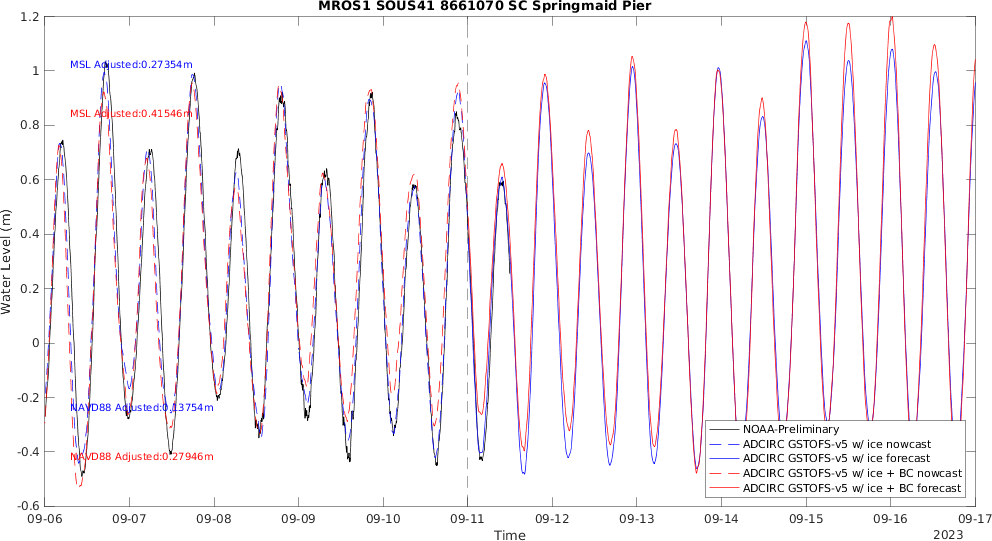 MROS1 SOUS41 8661070 SC Springmaid Pier
1.2
1
0.8
0.6
0.4
0.2
0
-0.2
-0.4
-0.6
Water Level (m)
MSL Adjusted:0.27354m
MSL Adjusted:0.41546m
NAVD88 Adjusted:0.13754m
NAVD88 Adjusted:0.27946m
NOAA-Preliminary
ADCIRC GSTOFS-v5 w/ ice nowcast
ADCIRC GSTOFS-v5 w/ ice forecast
ADCIRC GSTOFS-v5 w/ ice + BC nowcast
ADCIRC GSTOFS-v5 w/ ice + BC forecast
09-06 09-07 09-08 09-09 09-10 09-11 09-12 09-13 09-14 09-15 09-16 09-17
Time
2023